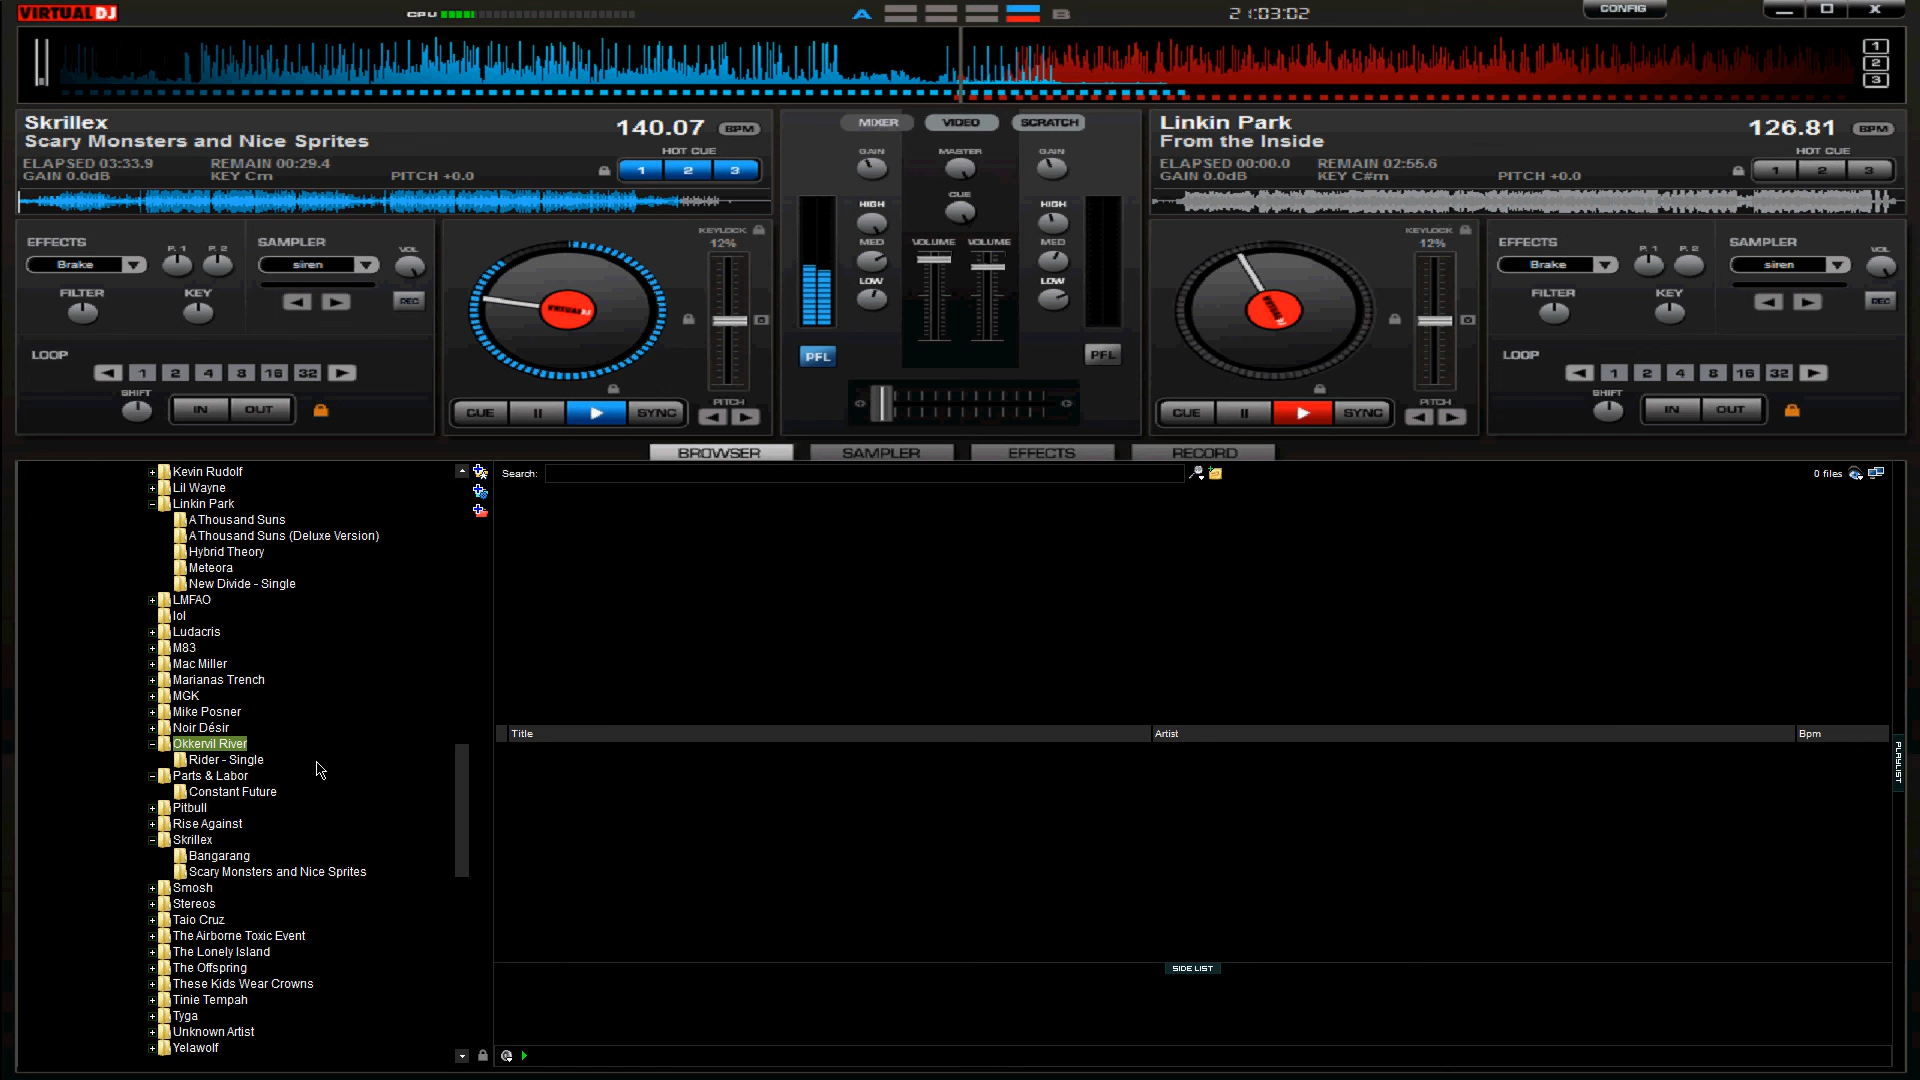 VIRTUAL DJ
CPU
A
B
21:03:02
CONFIG
1
2
3
Skrillex
Scary Monsters and Nice Sprites
140.07 BPM
HOT CUE
ELAPSED 03:33.9 REMAIN 00:29.4
GAIN 0.0dB KEY Cm PITCH +0.0
1 2 3
MIXER VIDEO SCRATCH
GAIN MASTER GAIN
CUE
HIGH HIGH
VOLUME VOLUME
MED MED
LOW LOW
PFL PFL
Linkin Park
From the Inside
126.81 BPM
HOT CUE
ELAPSED 00:00.0 REMAIN 02:55.6
GAIN 0.0dB KEY C#m PITCH +0.0
1 2 3
EFFECTS P. 1 P. 2 SAMPLER VOL
Brake siren
FILTER KEY REC
LOOP
1 2 4 8 16 32
SHIFT IN OUT
KEYLOCK
12%
VIRTUAL DJ
PITCH
CUE SYNC
KEYLOCK
12%
PITCH
CUE SYNC
EFFECTS P. 1 P. 2 SAMPLER VOL
Brake siren
FILTER KEY REC
LOOP
1 2 4 8 16 32
SHIFT IN OUT
BROWSER SAMPLER EFFECTS RECORD
Kevin Rudolf
Lil Wayne
Linkin Park
A Thousand Suns
A Thousand Suns (Deluxe Version)
Hybrid Theory
Meteora
New Divide - Single
LMFAO
lol
Ludacris
M83
Mac Miller
Marianas Trench
MGK
Mike Posner
Noir Désir
Okkervil River
Rider - Single
Parts & Labor
Constant Future
Pitbull
Rise Against
Skrillex
Bangarang
Scary Monsters and Nice Sprites
Smosh
Stereos
Taio Cruz
The Airborne Toxic Event
The Lonely Island
The Offspring
These Kids Wear Crowns
Tinie Tempah
Tyga
Unknown Artist
Yelawolf
Search:
0 files
Title Artist Bpm
PLAYLIST
SIDE LIST